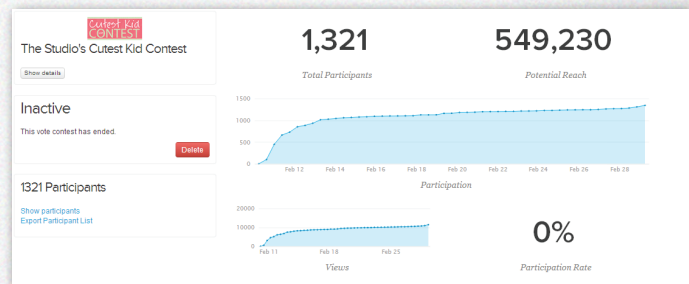 Cutest Kid
CONTEST
The Studio's Cutest Kid Contest
Show details
Inactive
This vote contest has ended.
Delete
1321 Participants
Show participants
Export Participant List
1,321
Total Participants
549,230
Potential Reach
1500
1000
500
0
Feb 12 Feb 14 Feb 16 Feb 18 Feb 20 Feb 22 Feb 24 Feb 26 Feb 28
Participation
20000
10000
0
Feb 11 Feb 18 Feb 25
Views
0%
Participation Rate